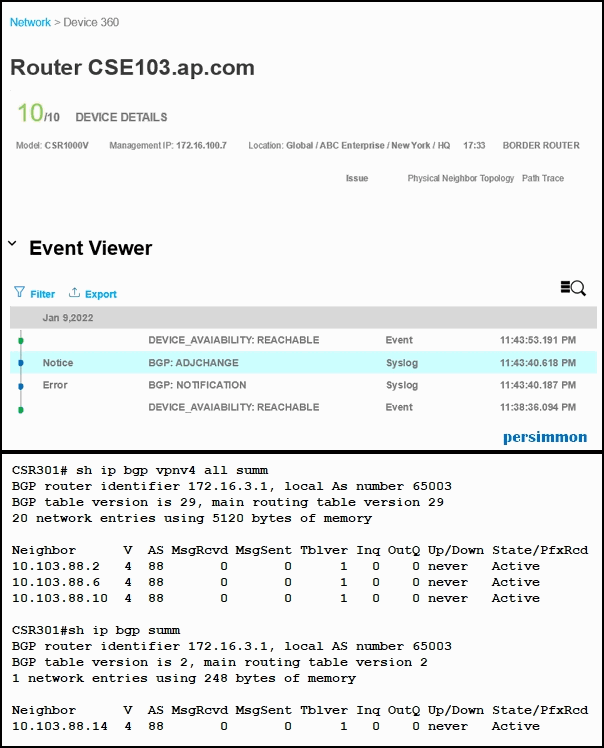 Network > Device 360
Router CSE103.ap.com
10/10 DEVICE DETAILS
Model: CSR1000V Management IP: 172.16.100.7 Location: Global / ABC Enterprise / New York / HQ 17:33 BORDER ROUTER
Issue Physical Neighbor Topology Path Trace
Event Viewer
Filter Export
Jan 9,2022
DEVICE_AVAIABILITY: REACHABLE Event 11:43:53.191 PM
Notice BGP: ADJCHANGE Syslog 11:43:40.618 PM
Error BGP: NOTIFICATION Syslog 11:43:40.187 PM
DEVICE_AVAIABILITY: REACHABLE Event 11:38:36.094 PM
persimmon
CSR301# sh ip bgp vpnv4 all summ
BGP router identifier 172.16.3.1, local As number 65003
BGP table version is 29, main routing table version 29
20 network entries using 5120 bytes of memory
Neighbor V AS MsgRcvd MsgSent Tblver Inq OutQ Up/Down State/PfxRcd
10.103.88.2 4 88 0 0 1 0 0 never Active
10.103.88.6 4 88 0 0 1 0 0 never Active
10.103.88.10 4 88 0 0 1 0 0 never Active
CSR301#sh ip bgp summ
BGP router identifier 172.16.3.1, local AS number 65003
BGP table version is 2, main routing table version 2
1 network entries using 248 bytes of memory
Neighbor V AS MsgRcvd MsgSent Tblver Inq OutQ Up/Down State/PfxRcd
10.103.88.14 4 88 0 0 1 0 0 never Active